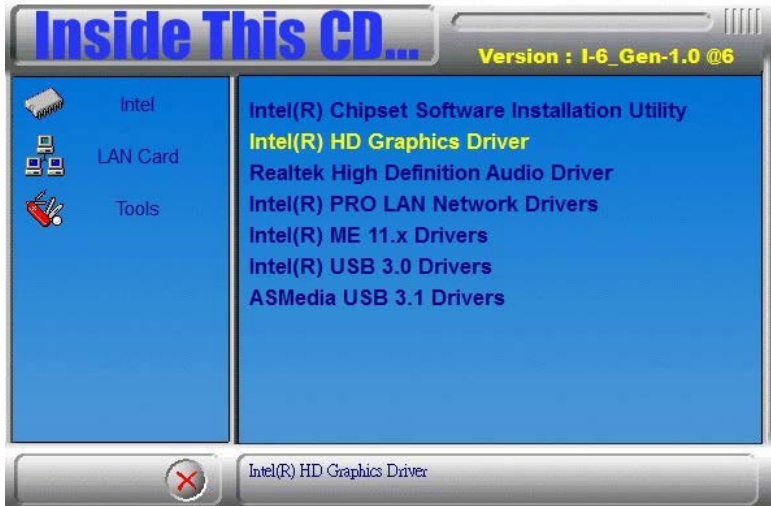 Inside This CD...
Version : I-6_Gen-1.0 @6
Intel
LAN Card
Tools
Intel(R) Chipset Software Installation Utility
Intel(R) HD Graphics Driver
Realtek High Definition Audio Driver
Intel(R) PRO LAN Network Drivers
Intel(R) ME 11.x Drivers
Intel(R) USB 3.0 Drivers
ASMedia USB 3.1 Drivers
Intel(R) HD Graphics Driver